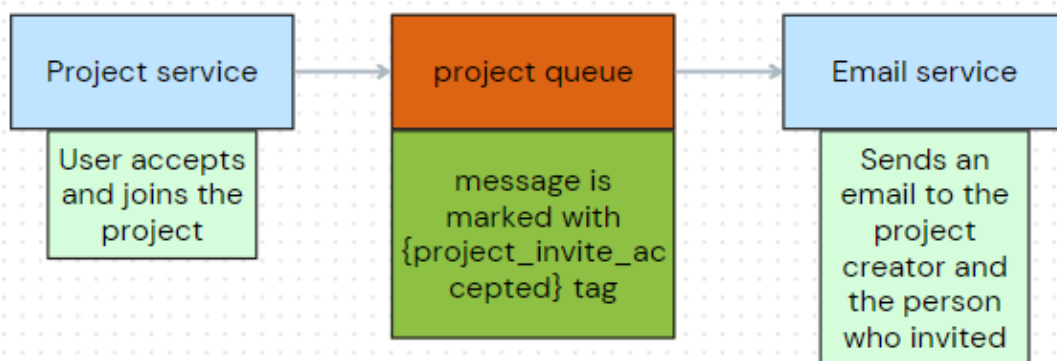 Project service
User accepts
and joins the
project
project queue
message is
marked with
{project_invite_ac
cepted} tag
Email service
Sends an
email to the
project
creator and
the person
who invited